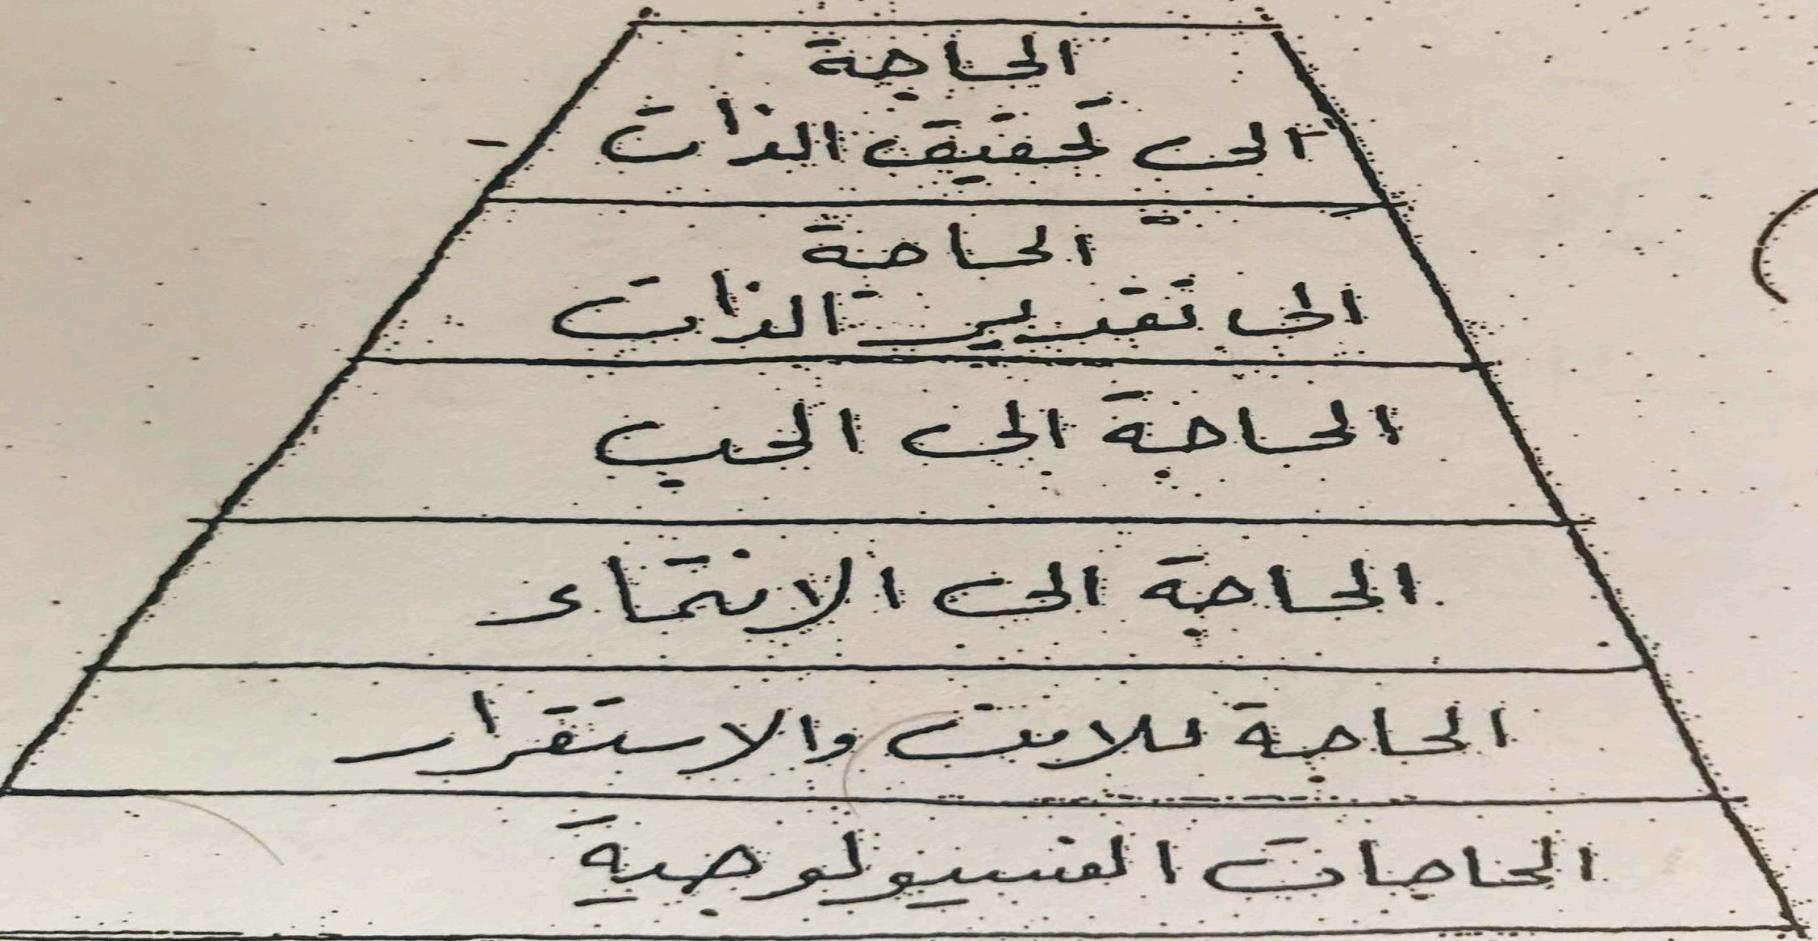 الحاجة
الى تحقيق الذات
الحاجة
الى تقدير الذات
الحاجة الى الحب
الحاجة الى الانتماء
الحاجة للامن والاستقرار
الحاجات الفسيولوجية